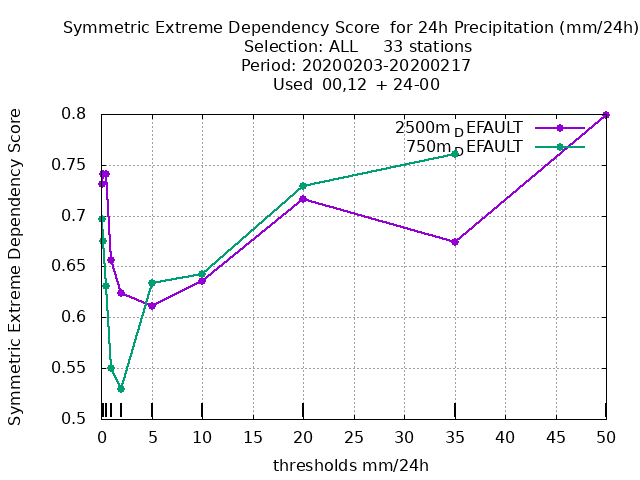 Symmetric Extreme Dependency Score  for 24h Precipitation (mm/24h)
Selection: ALL     33 stations
Period: 20200203-20200217
Used  00,12  + 24-00
Symmetric Extreme Dependency Score
0.8
0.75
0.7
0.65
0.6
0.55
0.5
2500m_DEFAULT
750m_DEFAULT
0 5 10 15 20 25 30 35 40 45 50
thresholds mm/24h